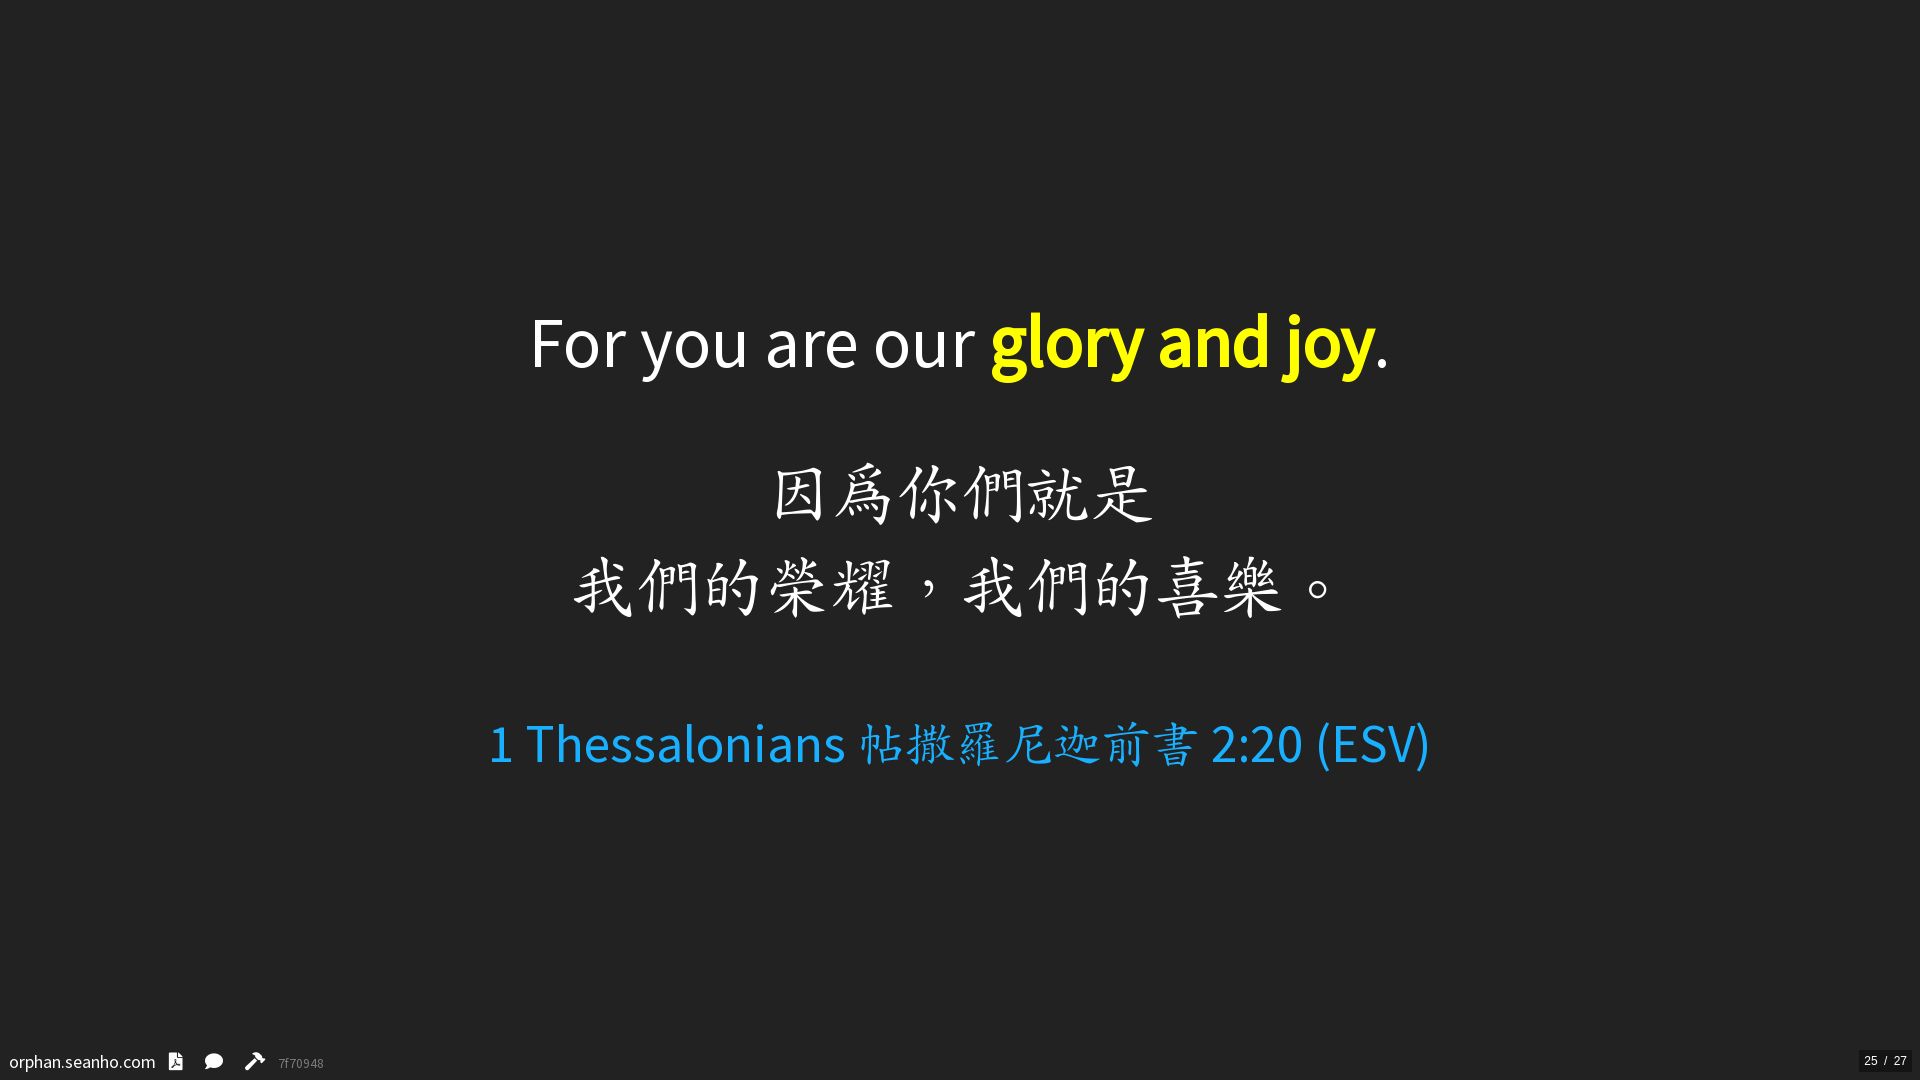 For you are our glory and joy.
因爲你們就是
我們的榮耀，我們的喜樂。
1 Thessalonians 帖撒羅尼迦前書 2:20 (ESV)
orphan.seanho.com 7f70948
25 / 27